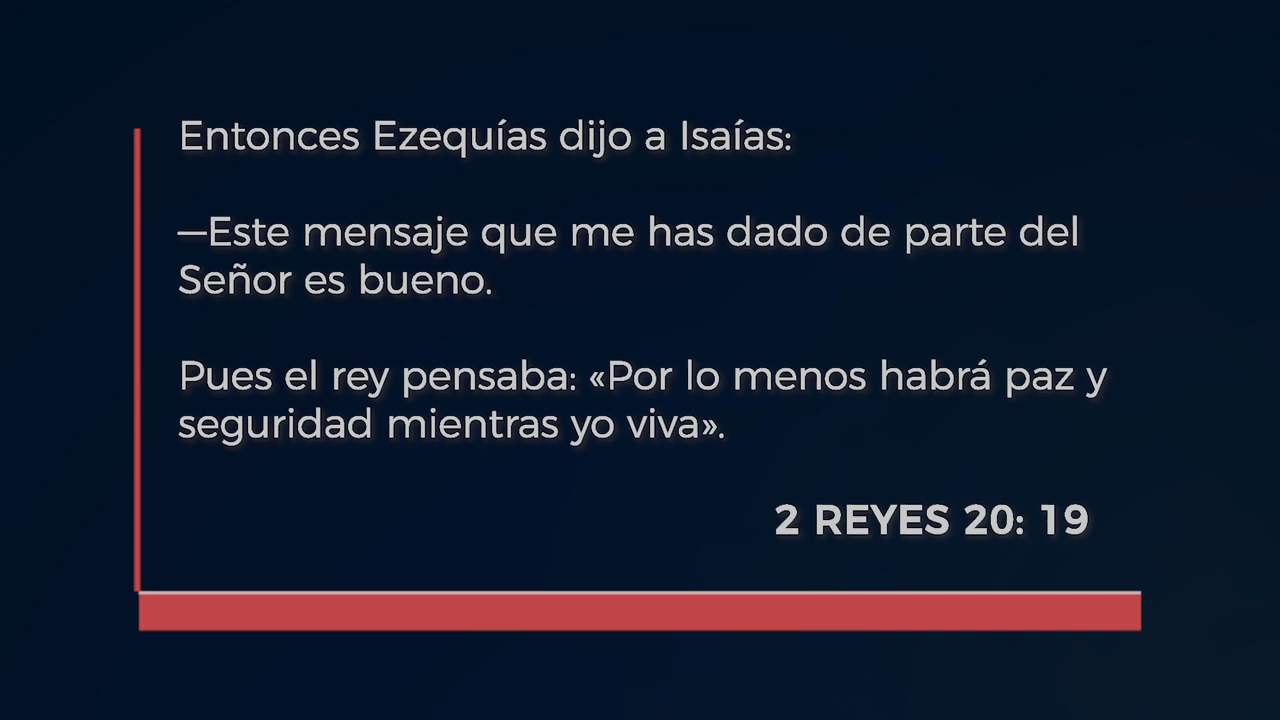 Entonces Ezequías dijo a Isaías:
—Este mensaje que me has dado de parte del
Señor es bueno.
Pues el rey pensaba: «Por lo menos habrá paz y
seguridad mientras yo viva».
2 REYES 20: 19